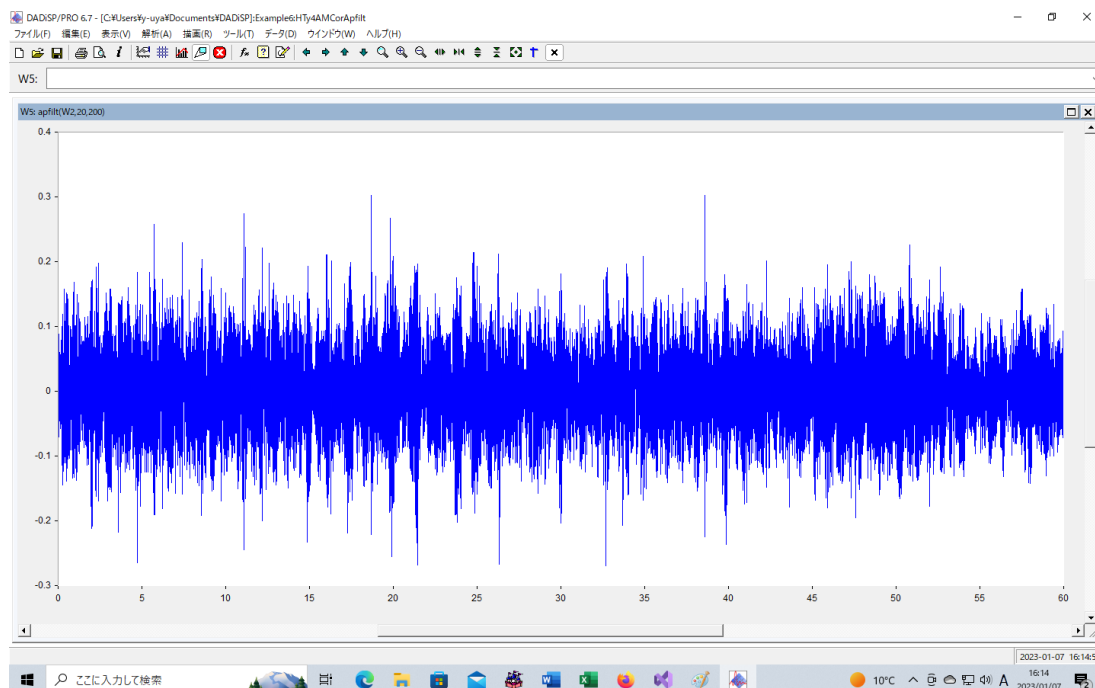 DADiSP/PRO 6.7 - [C:¥Users¥y-uya¥Documents¥DADiSP]:Example6:HTy4AMCorApfilt
ファイル(F) 編集(E) 表示(V) 解析(A) 描画(R) ツール(T) データ(D) ウインドウ(W) ヘルプ(H)
W5:
W5: apfilt(W2,20,200)
0.4
0.3
0.2
0.1
0
-0.1
-0.2
-0.3
0 5 10 15 20 25 30 35 40 45 50 55 60
2023-01-07 16:14:5
ここに入力して検索
10°C
A
16:14
2023/01/07
2